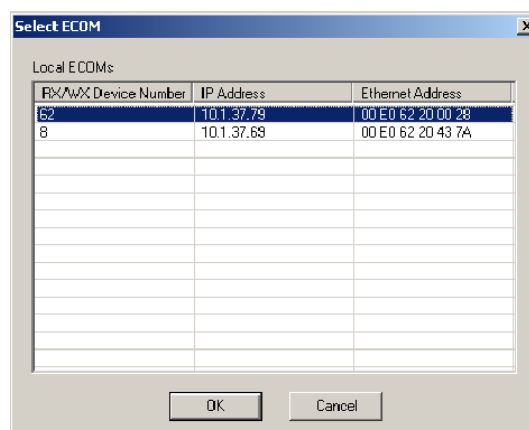 Select ECOM
Local ECOMs
RX/WX Device Number IP Address Ethernet Address
62 10.1.37.79 00 E0 62 20 00 28
8 10.1.37.69 00 E0 62 20 43 7A
OK Cancel